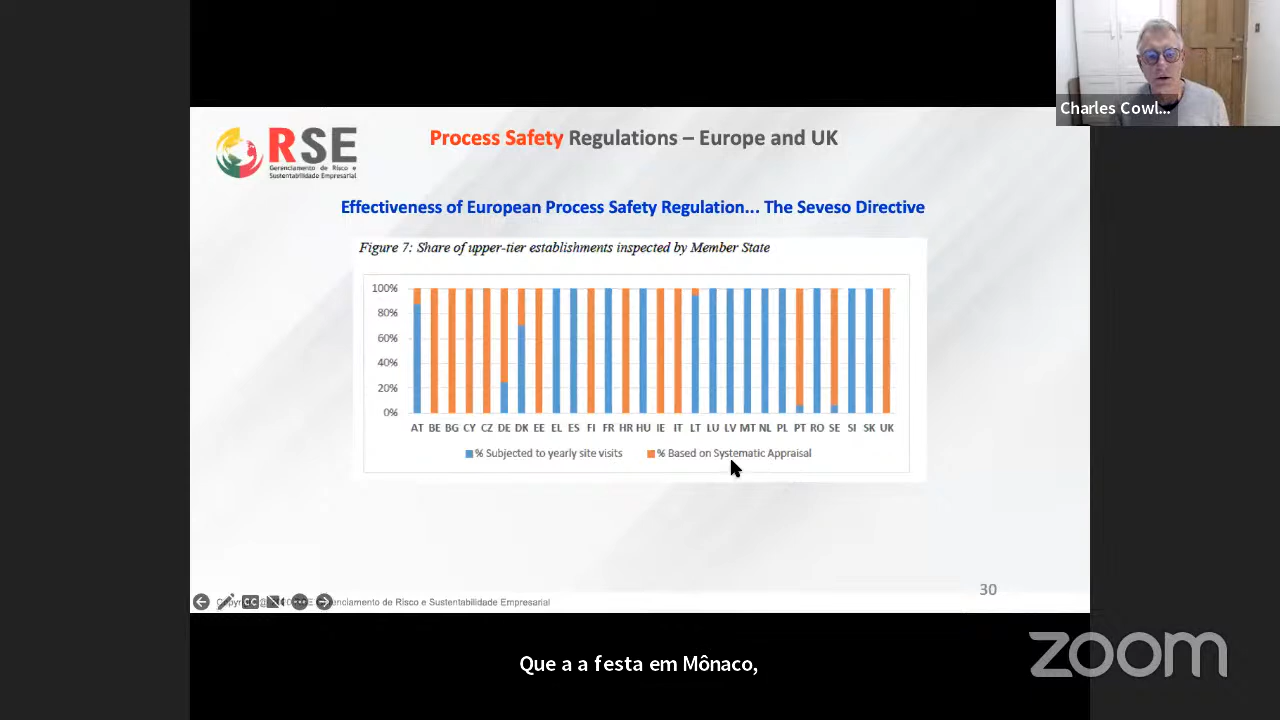 Charles Cowl...
RSE
Gerenciamento de Risco e
Sustentabilidade Empresarial
Process Safety Regulations – Europe and UK
Effectiveness of European Process Safety Regulation... The Seveso Directive
Figure 7: Share of upper-tier establishments inspected by Member State
100%
80%
60%
40%
20%
0%
AT BE BG CY CZ DE DK EE EL ES FI FR HR HU IE IT LT LU LV MT NL PL PT RO SE SI SK UK
% Subjected to yearly site visits % Based on Systematic Appraisal
30
de Risco e Sustentabilidade Empresarial
Que a a festa em Mônaco,
zoom